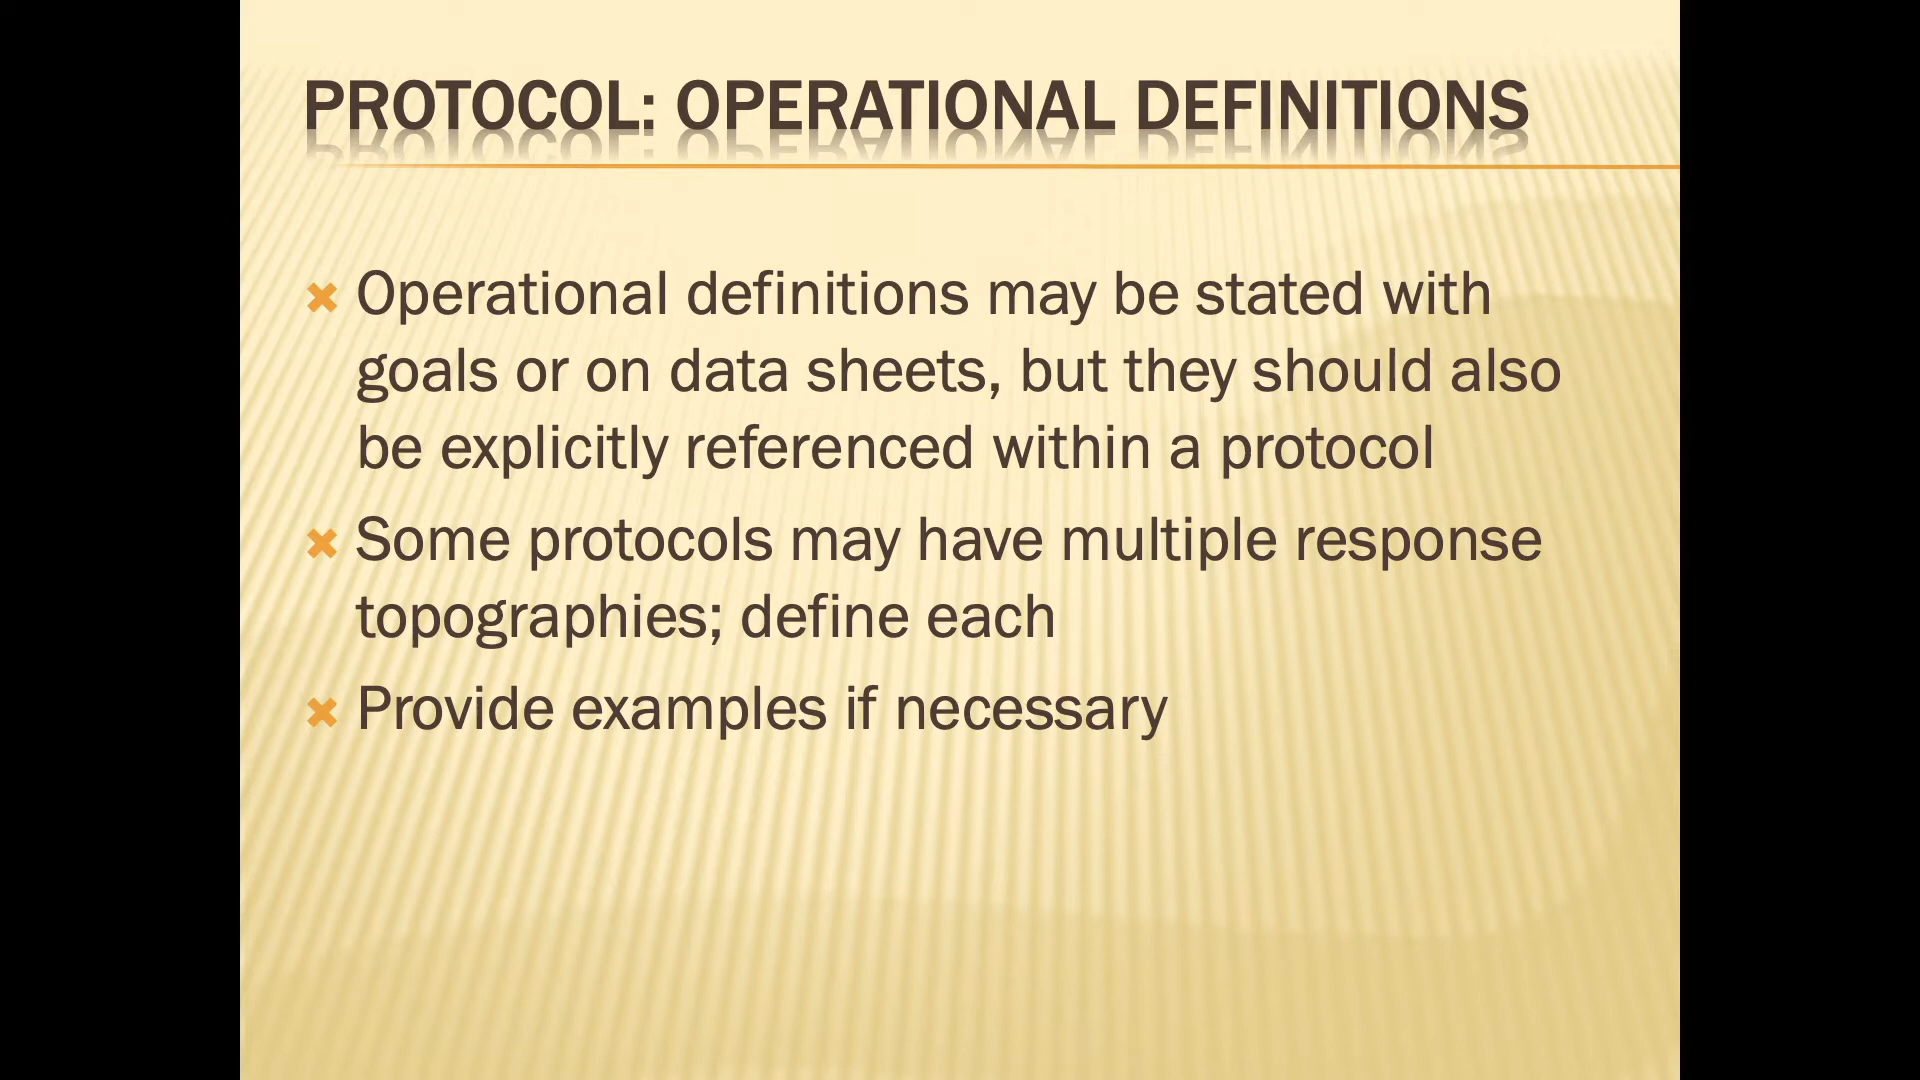 PROTOCOL: OPERATIONAL DEFINITIONS
Operational definitions may be stated with
goals or on data sheets, but they should also
be explicitly referenced within a protocol
Some protocols may have multiple response
topographies; define each
Provide examples if necessary